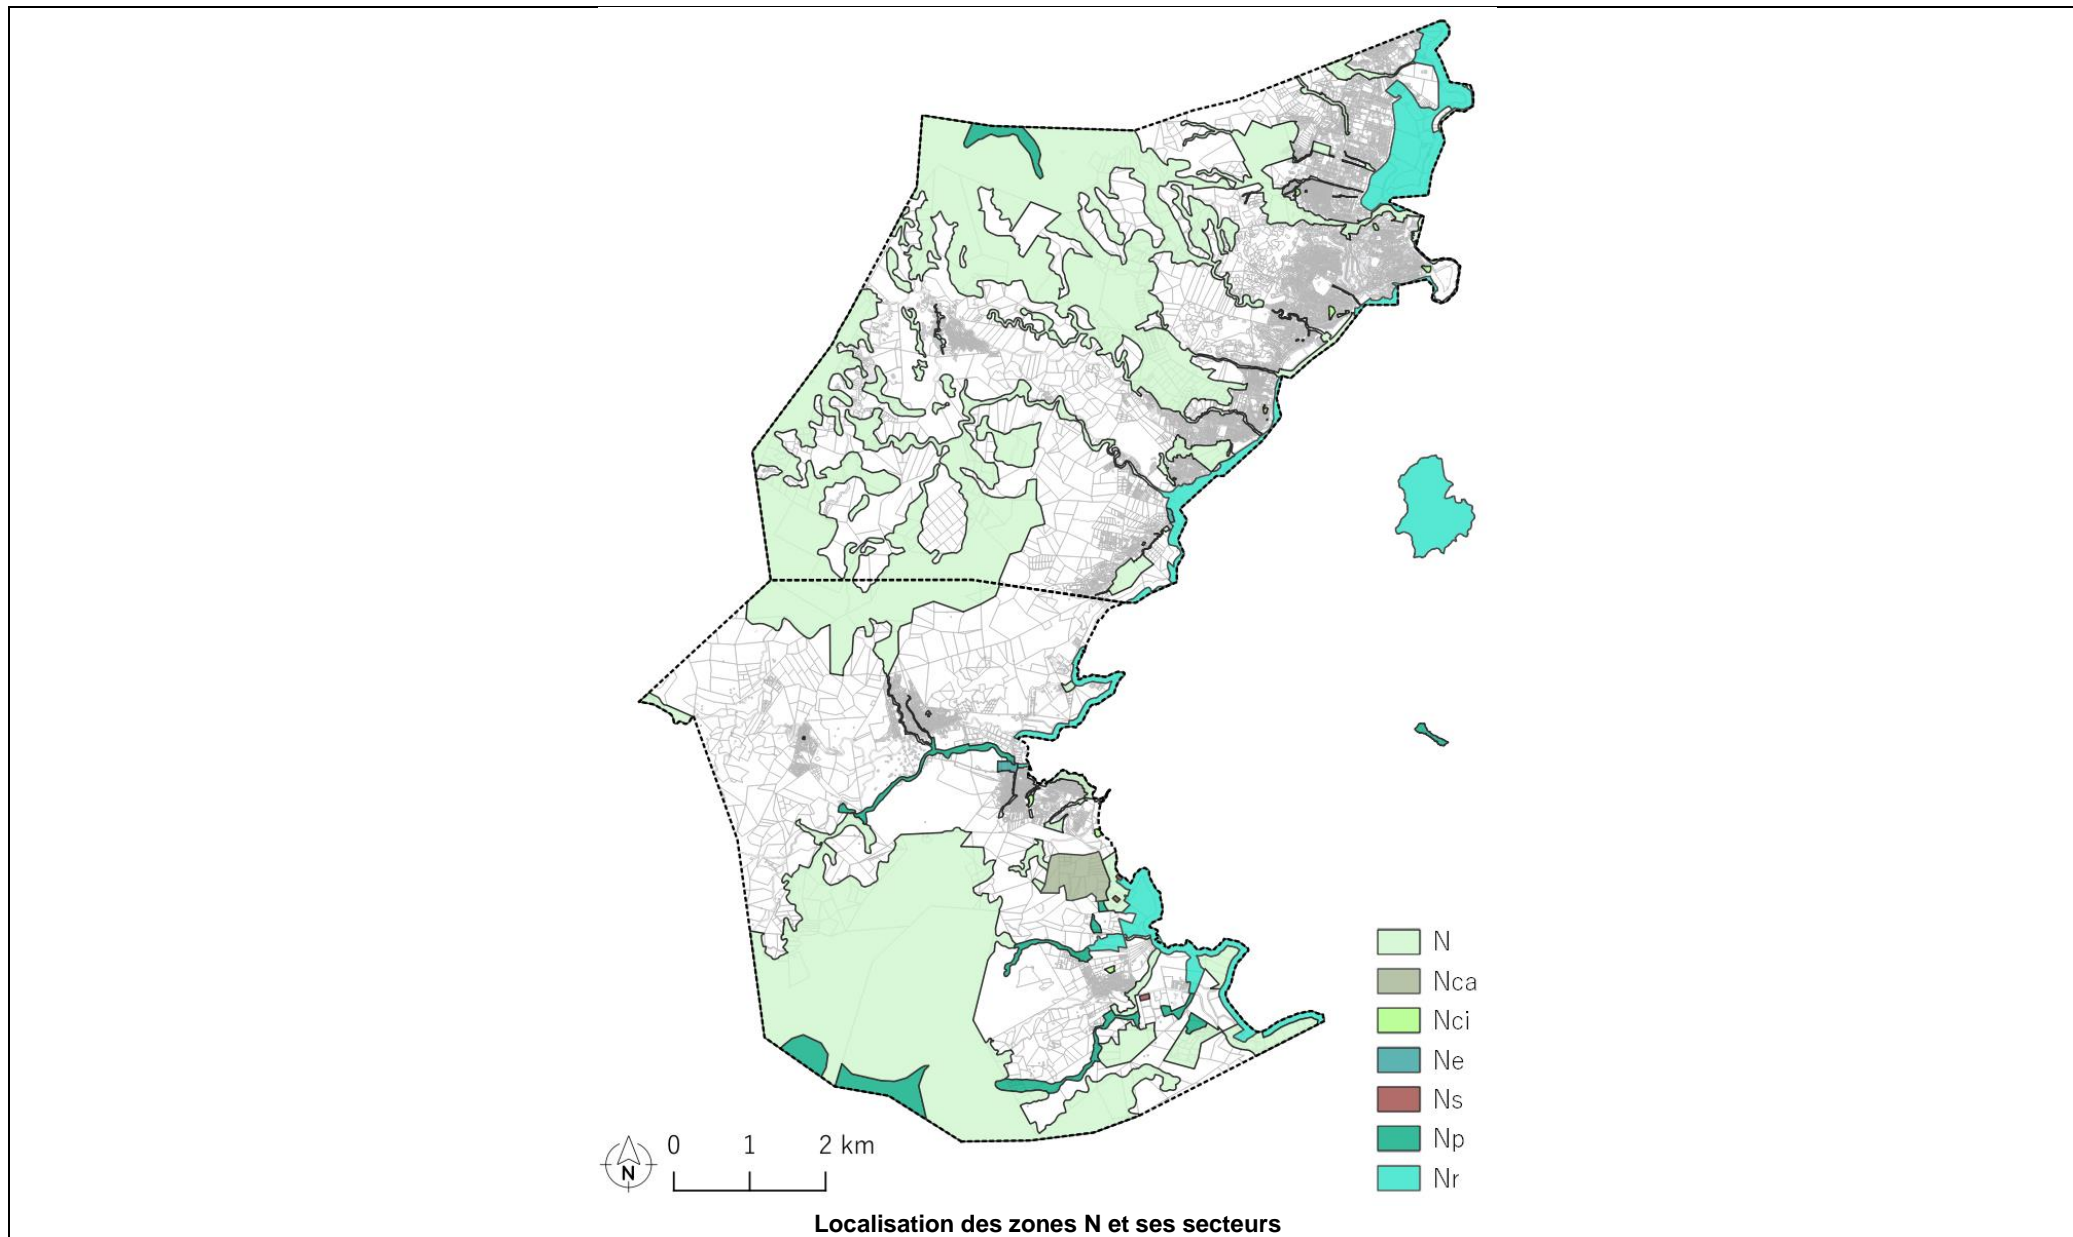 N
Nca
Nci
Ne
Ns
Np
Nr
N
0 1 2 km
Localisation des zones N et ses secteurs